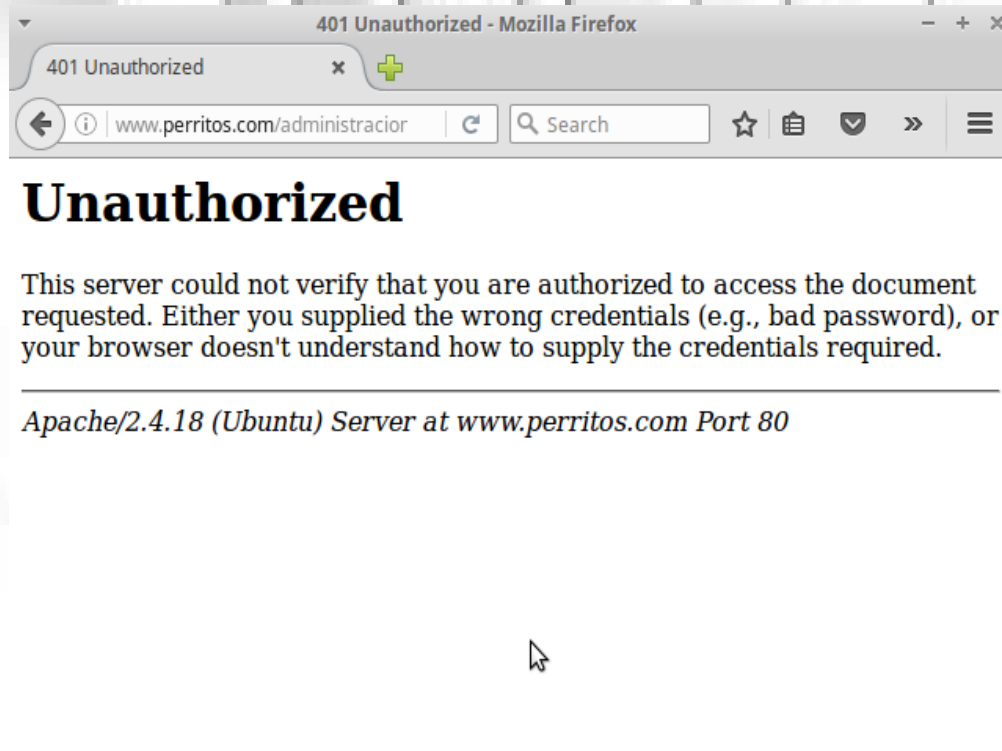 401 Unauthorized - Mozilla Firefox
401 Unauthorized
www.perritos.com/administracior
Search
Unauthorized
This server could not verify that you are authorized to access the document
requested. Either you supplied the wrong credentials (e.g., bad password), or
your browser doesn't understand how to supply the credentials required.
Apache/2.4.18 (Ubuntu) Server at www.perritos.com Port 80